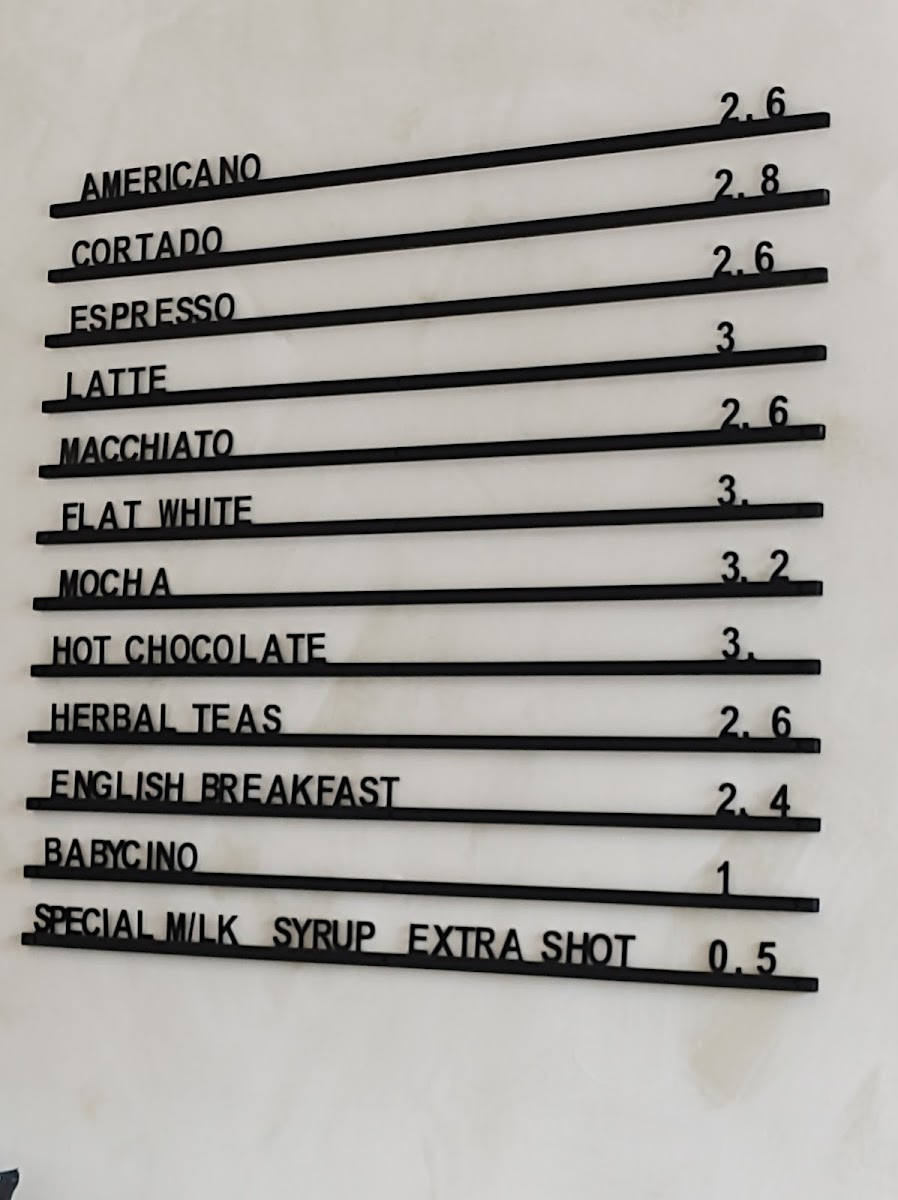 AMERICANO 2.6
CORTADO 2.8
ESPRESSO 2.6
LATTE 3
MACCHIATO 2.6
FLAT WHITE 3.
MOCHA 3.2
HOT CHOCOLATE 3.
HERBAL TEAS 2.6
ENGLISH BREAKFAST 2.4
BABYCINO 1
SPECIAL MILK SYRUP EXTRA SHOT 0.5